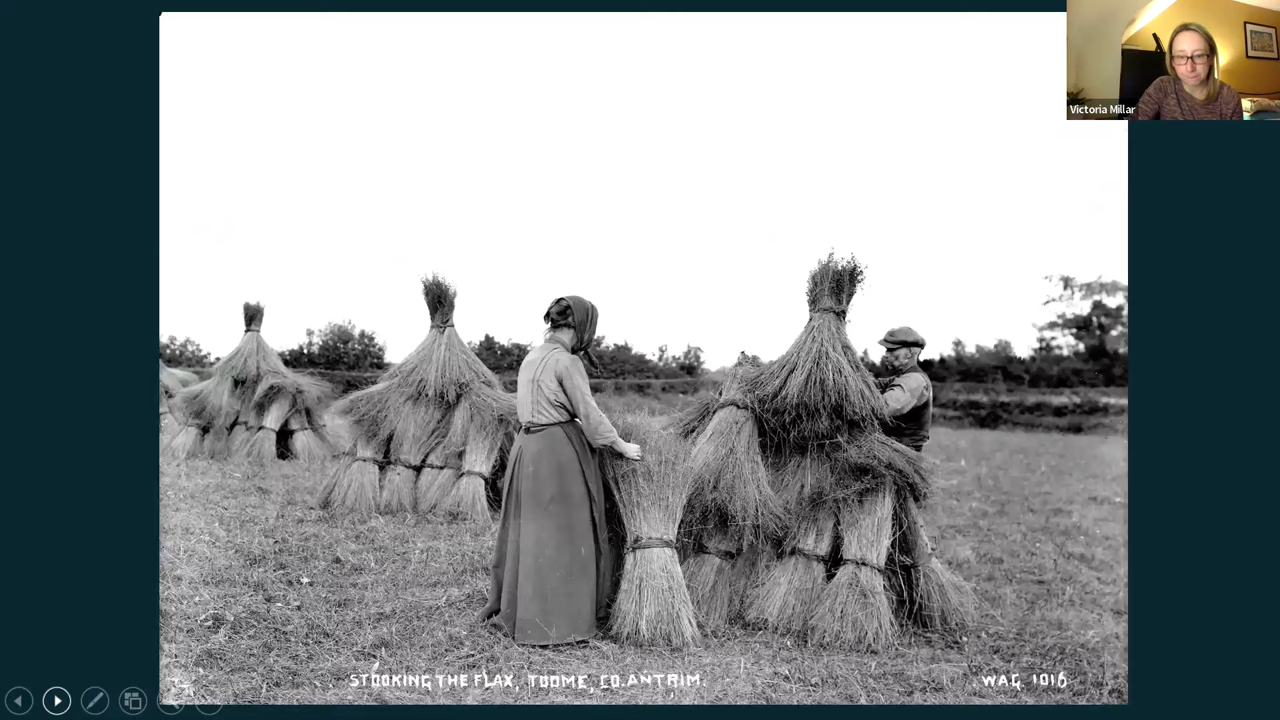 Victoria Millar
STOOKING THE FLAX, TOOME, CO. ANTRIM.
WAG 1016